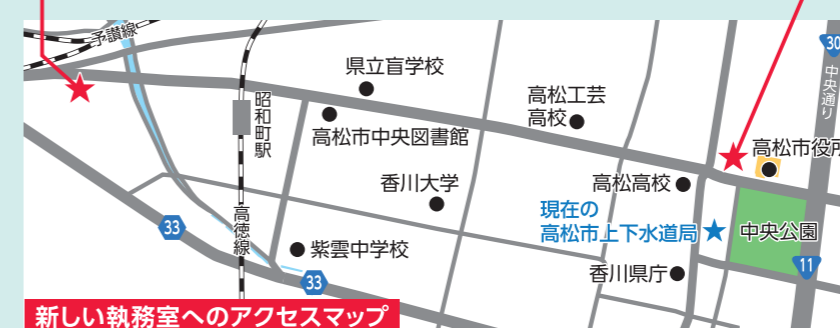 予讃線
県立盲学校
昭和町駅
高松市中央図書館
高松工芸
高校
30
中央通り
高松市役所
香川大学
高松高校
現在の
高松市上下水道局
中央公園
33
高徳線
紫雲中学校
33
香川県庁
11
新しい執務室へのアクセスマップ